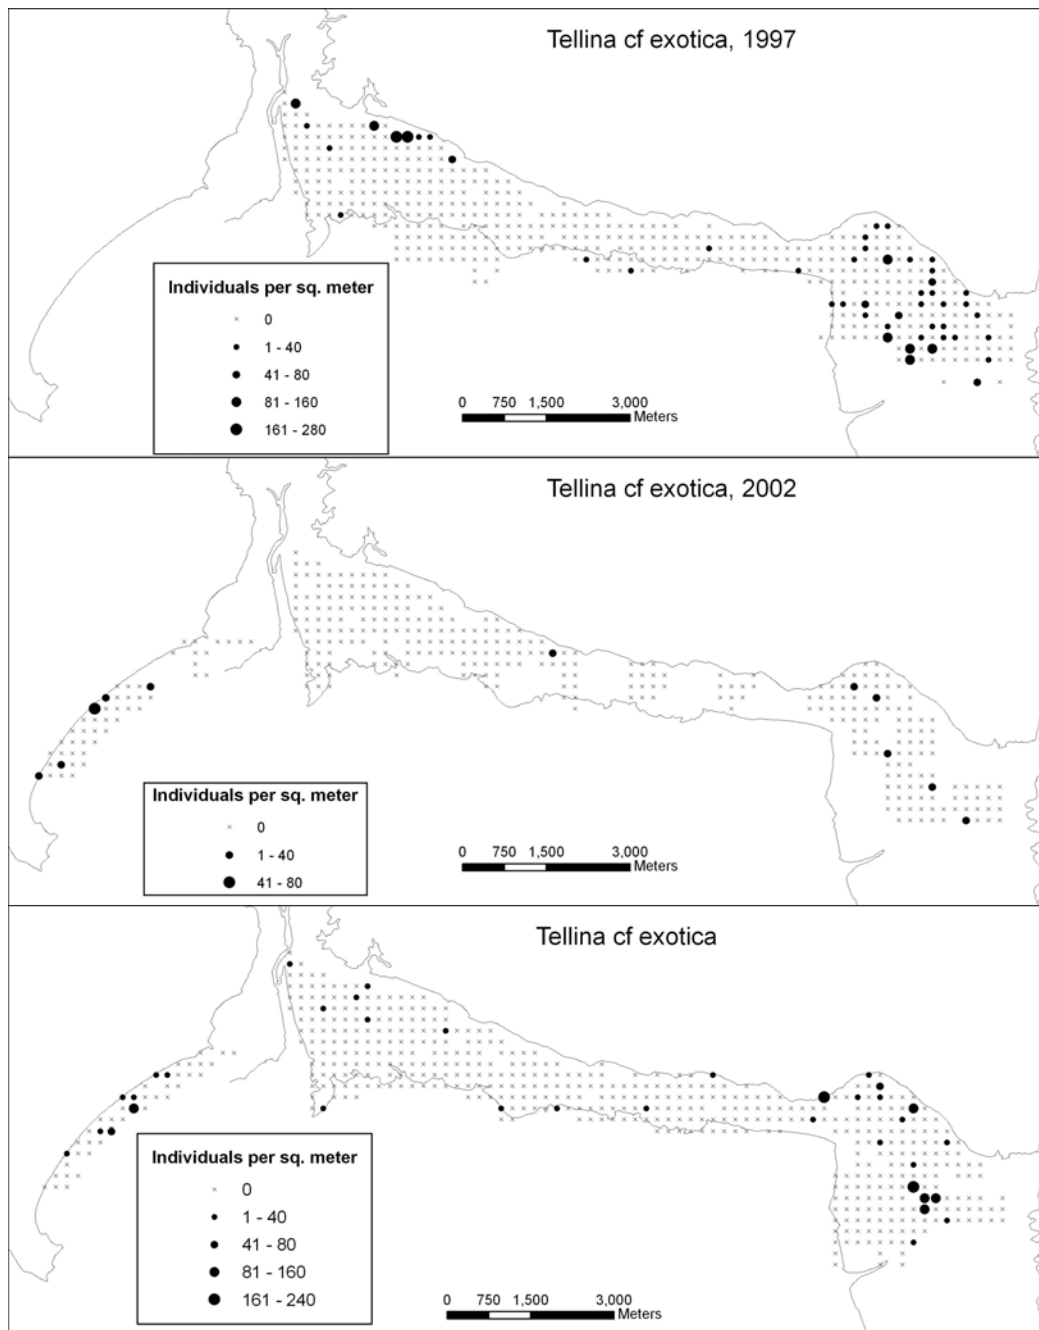 Tellina cf exotica, 1997
Individuals per sq. meter
0
1 - 40
41 - 80
81 - 160
161 - 280
0 750 1,500 3,000
Meters
Tellina cf exotica, 2002
Individuals per sq. meter
0
1 - 40
41 - 80
0 750 1,500 3,000
Meters
Tellina cf exotica
Individuals per sq. meter
0
1 - 40
41 - 80
81 - 160
161 - 240
0 750 1,500 3,000
Meters